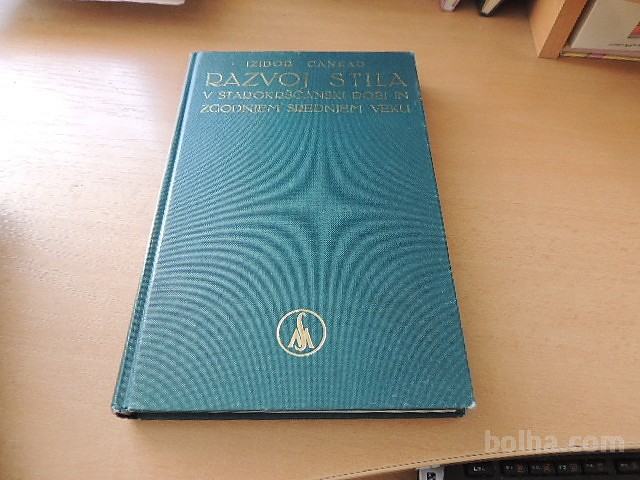 IZIDOR CANKAR
RAZVOJ STILA
V STAROKRŠČANSKI DOBI IN
ZGODNJEM SREDNJEM VEKU
bolha.com